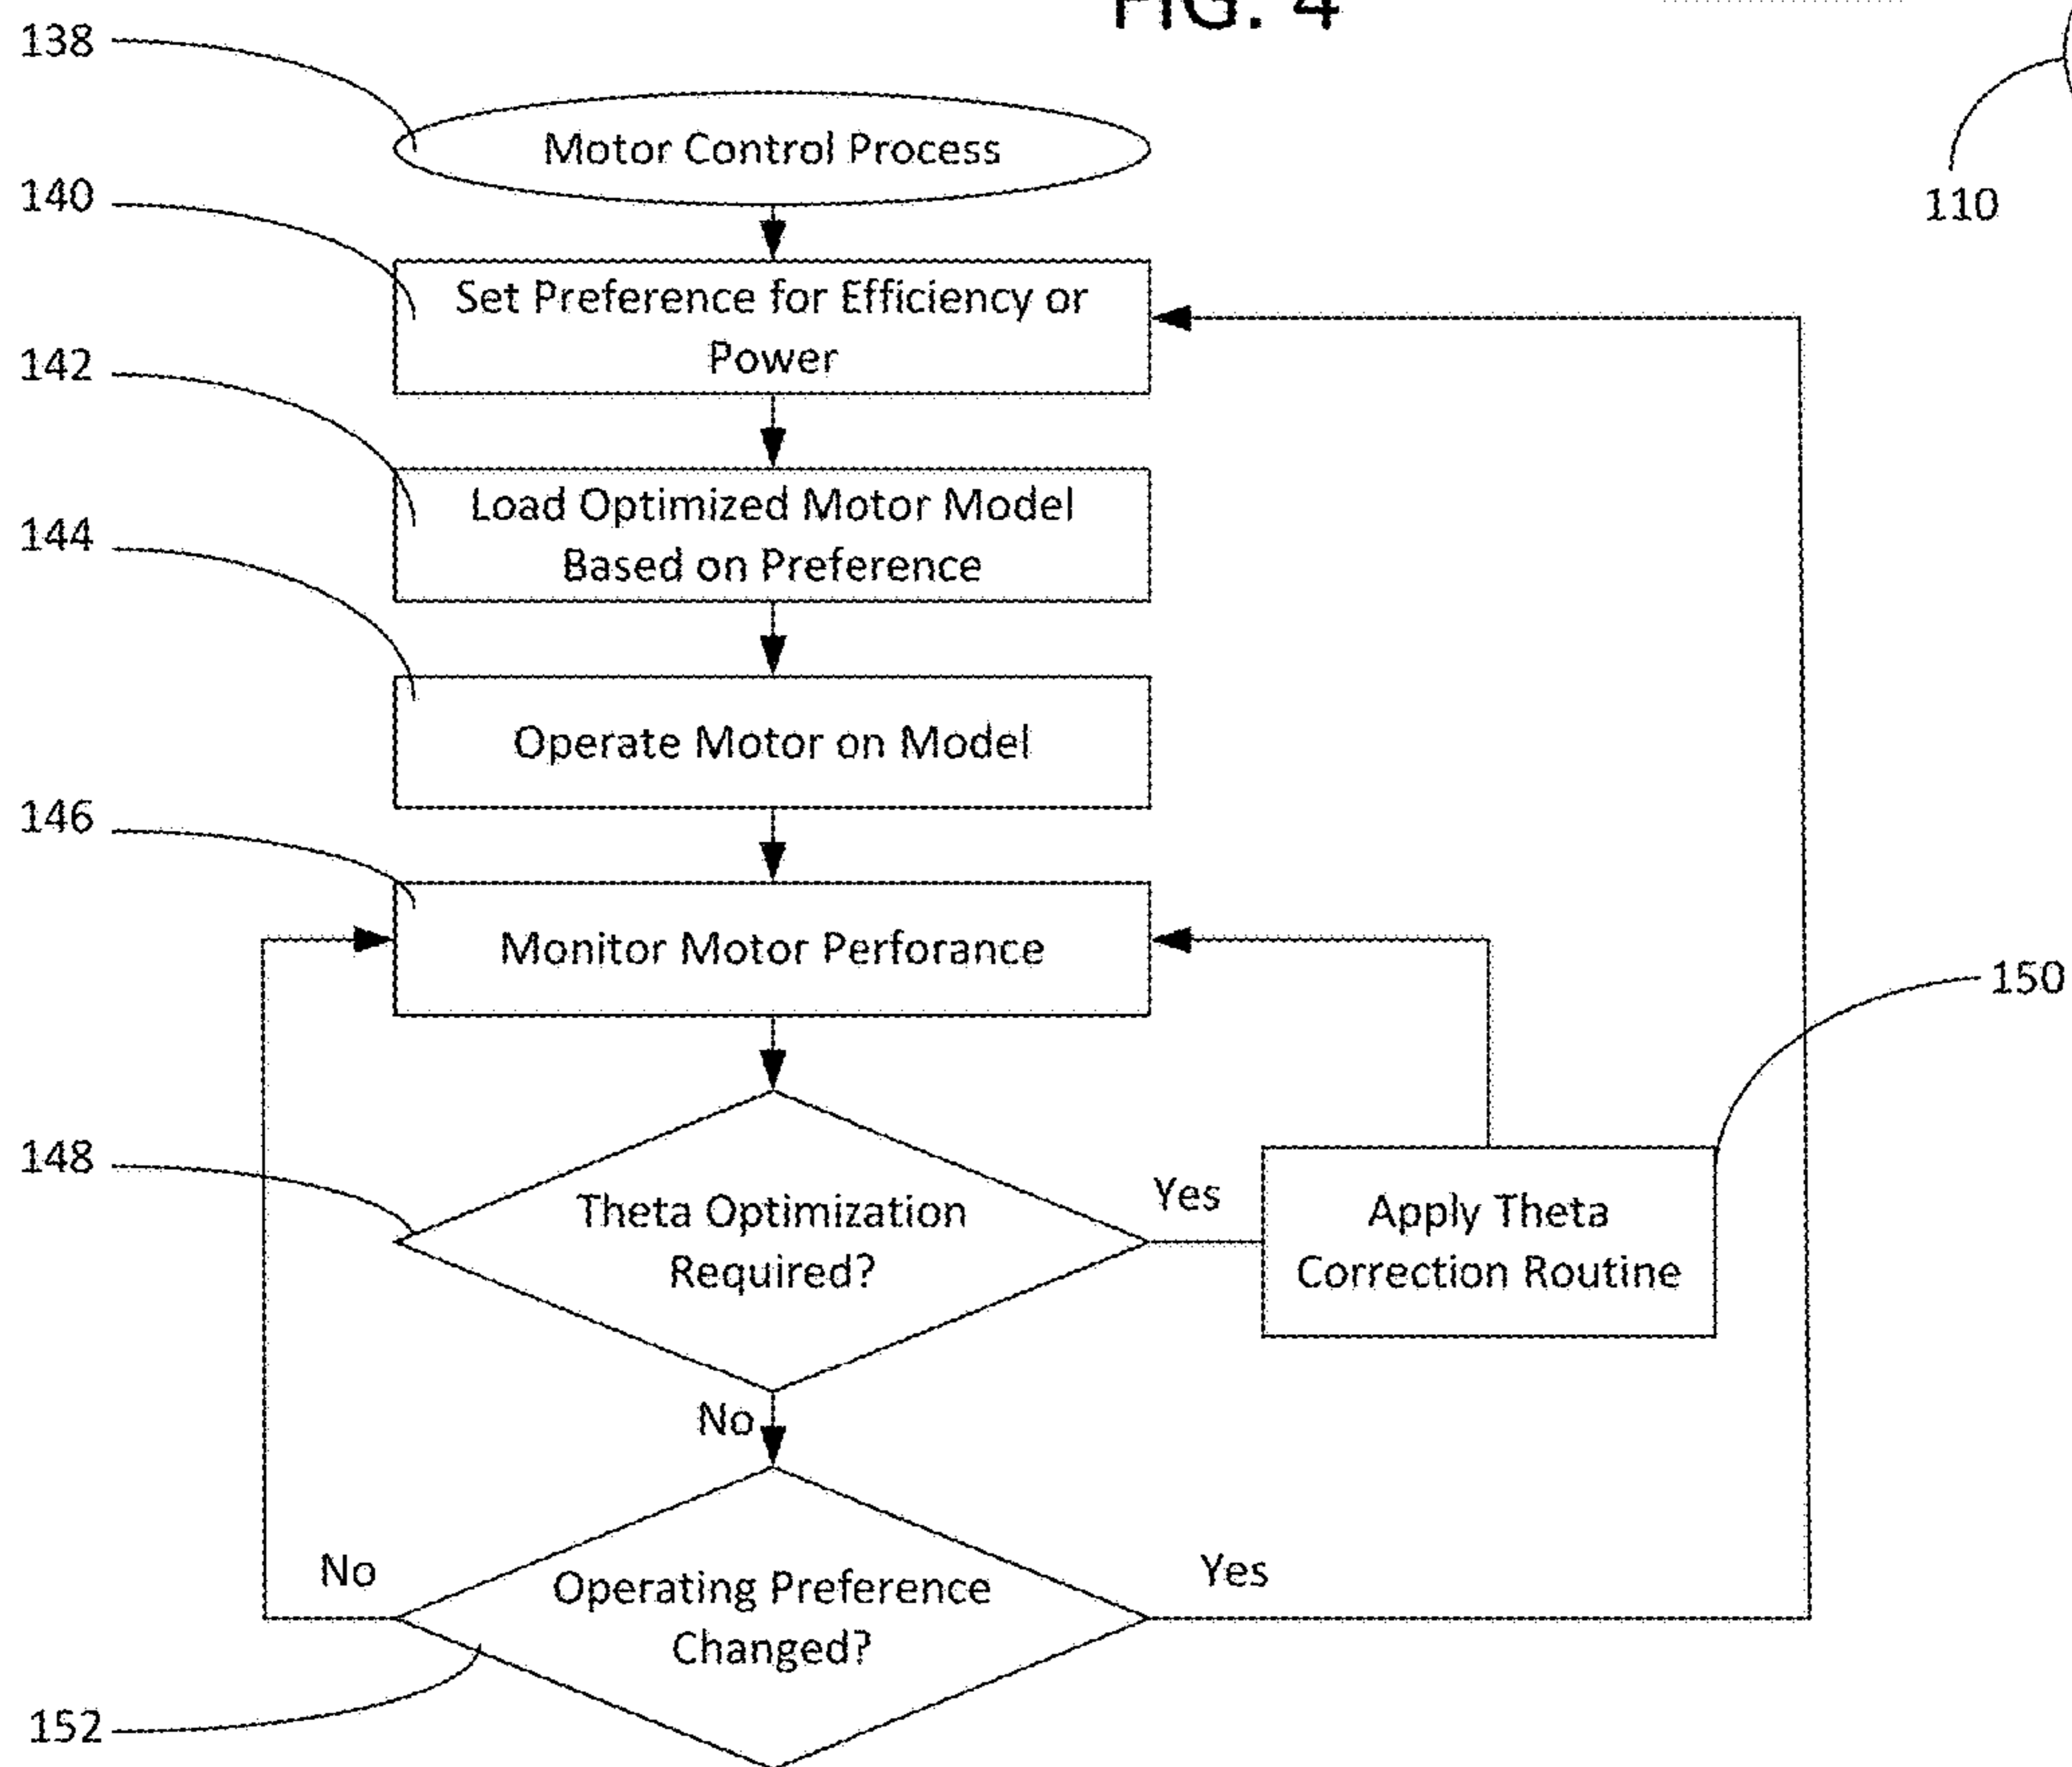 FIG. 4
138
Motor Control Process
110
140
Set Preference for Efficiency or
Power
142
Load Optimized Motor Model
Based on Preference
144
Operate Motor on Model
146
Monitor Motor Perforance
150
148
Theta Optimization
Required?
Yes
Apply Theta
Correction Routine
No
No
Operating Preference
Changed?
Yes
152